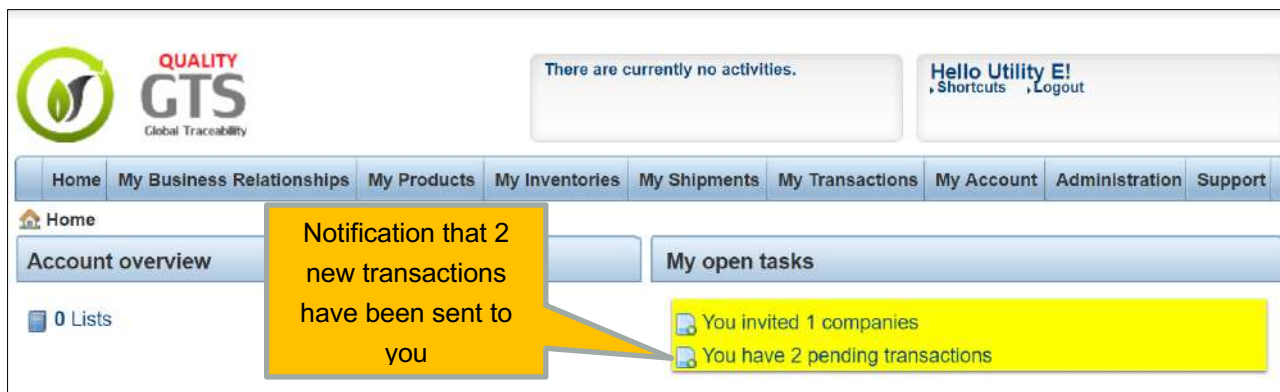 QUALITY
GTS
Global Traceability
There are currently no activities.
Hello Utility E!
Shortcuts Logout
Home My Business Relationships My Products My Inventories My Shipments My Transactions My Account Administration Support
Home
Account overview
Notification that 2
new transactions
have been sent to
you
My open tasks
0 Lists
You invited 1 companies
You have 2 pending transactions